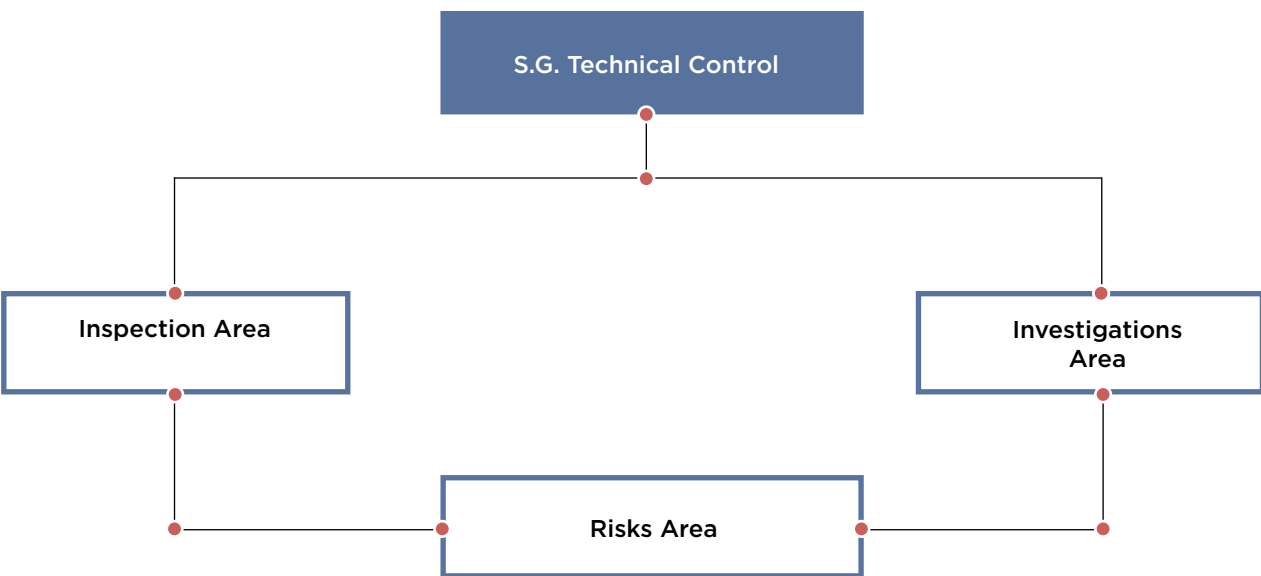 S.G. Technical Control
Inspection Area
Investigations
Area
Risks Area